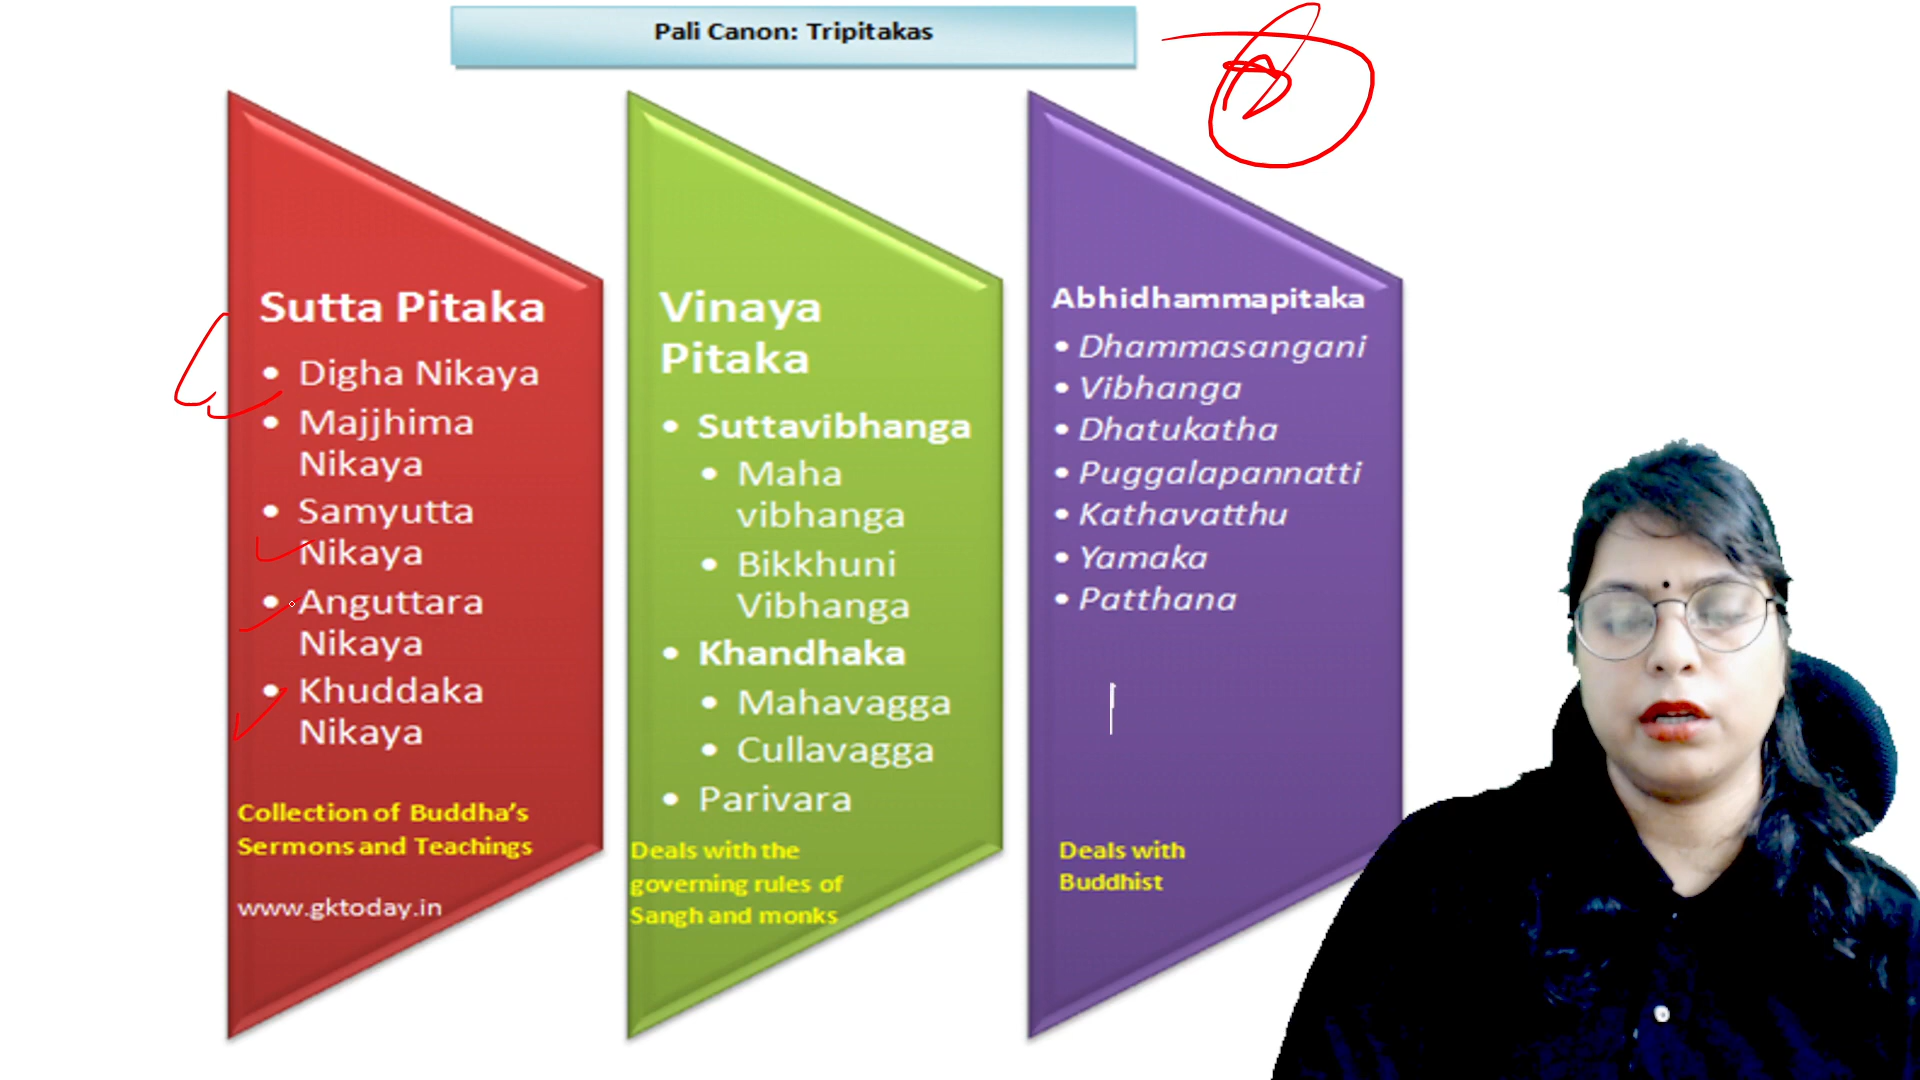 Pali Canon: Tripitakas
Sutta Pitaka
• Digha Nikaya
• Majjhima
Nikaya
• Samyutta
Nikaya
• Anguttara
Nikaya
• Khuddaka
Nikaya
Collection of Buddha's
Sermons and Teachings
www.gktoday.in
Vinaya
Pitaka
• Suttavibhanga
• Maha
vibhanga
• Bikkhuni
Vibhanga
• Khandhaka
• Mahavagga
• Cullavagga
• Parivara
Deals with the
governing rules of
Sangh and monks
Abhidhammapitaka
• Dhammasangani
• Vibhanga
• Dhatukatha
• Puggalapannatti
• Kathavatthu
• Yamaka
• Patthana
Deals with
Buddhist